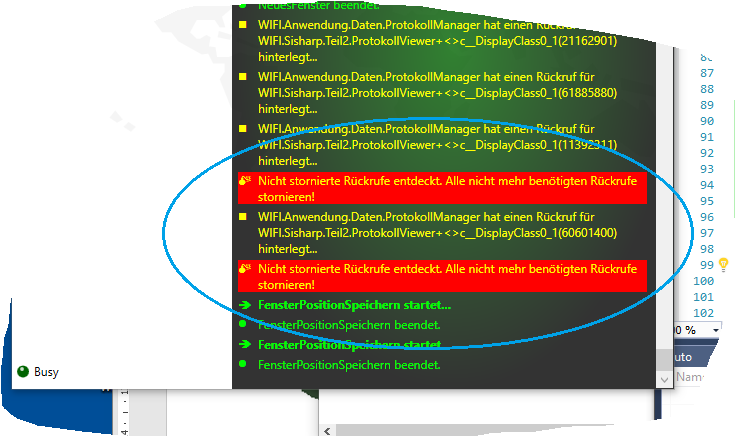 NeuesFenster beendet.
WIFI.Anwendung.Daten.ProtokollManager hat einen Rückruf für
WIFI.Sisharp.Teil2.ProtokollViewer+<>c__DisplayClass0_1(21162901)
hinterlegt...
WIFI.Anwendung.Daten.ProtokollManager hat einen Rückruf für
WIFI.Sisharp.Teil2.ProtokollViewer+<>c__DisplayClass0_1(61885880)
hinterlegt...
WIFI.Anwendung.Daten.ProtokollManager hat einen Rückruf für
WIFI.Sisharp.Teil2.ProtokollViewer+<>c__DisplayClass0_1(11392311)
hinterlegt...
Nicht stornierte Rückrufe entdeckt. Alle nicht mehr benötigten Rückrufe
stornieren!
WIFI.Anwendung.Daten.ProtokollManager hat einen Rückruf für
WIFI.Sisharp.Teil2.ProtokollViewer+<>c__DisplayClass0_1(60601400)
hinterlegt...
Nicht stornierte Rückrufe entdeckt. Alle nicht mehr benötigten Rückrufe
stornieren!
FensterPositionSpeichern startet...
FensterPositionSpeichern beendet.
FensterPositionSpeichern startet...
FensterPositionSpeichern beendet.
Busy
87
88
89
90
91
92
93
94
95
96
97
98
99
100
101
102
0 %
uto
Nam
4
1